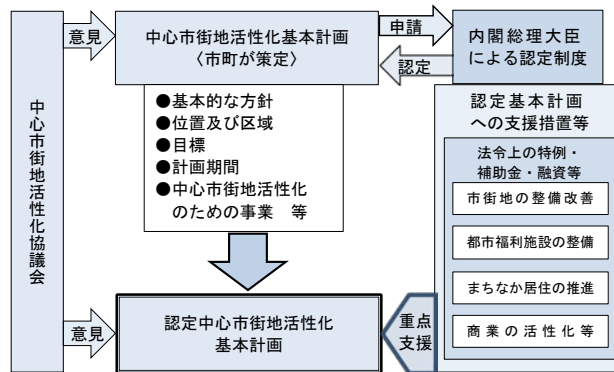 中心市街地活性化協議会
意見
中心市街地活性化基本計画
〈市町が策定〉
申請
認定
内閣総理大臣
による認定制度
●基本的な方針
●位置及び区域
●目標
●計画期間
●中心市街地活性化
のための事業　等
認定基本計画
への支援措置等
法令上の特例・
補助金・融資等
市街地の整備改善
都市福利施設の整備
まちなか居住の推進
商業の活性化等
意見
認定中心市街地活性化
基本計画
重点
支援